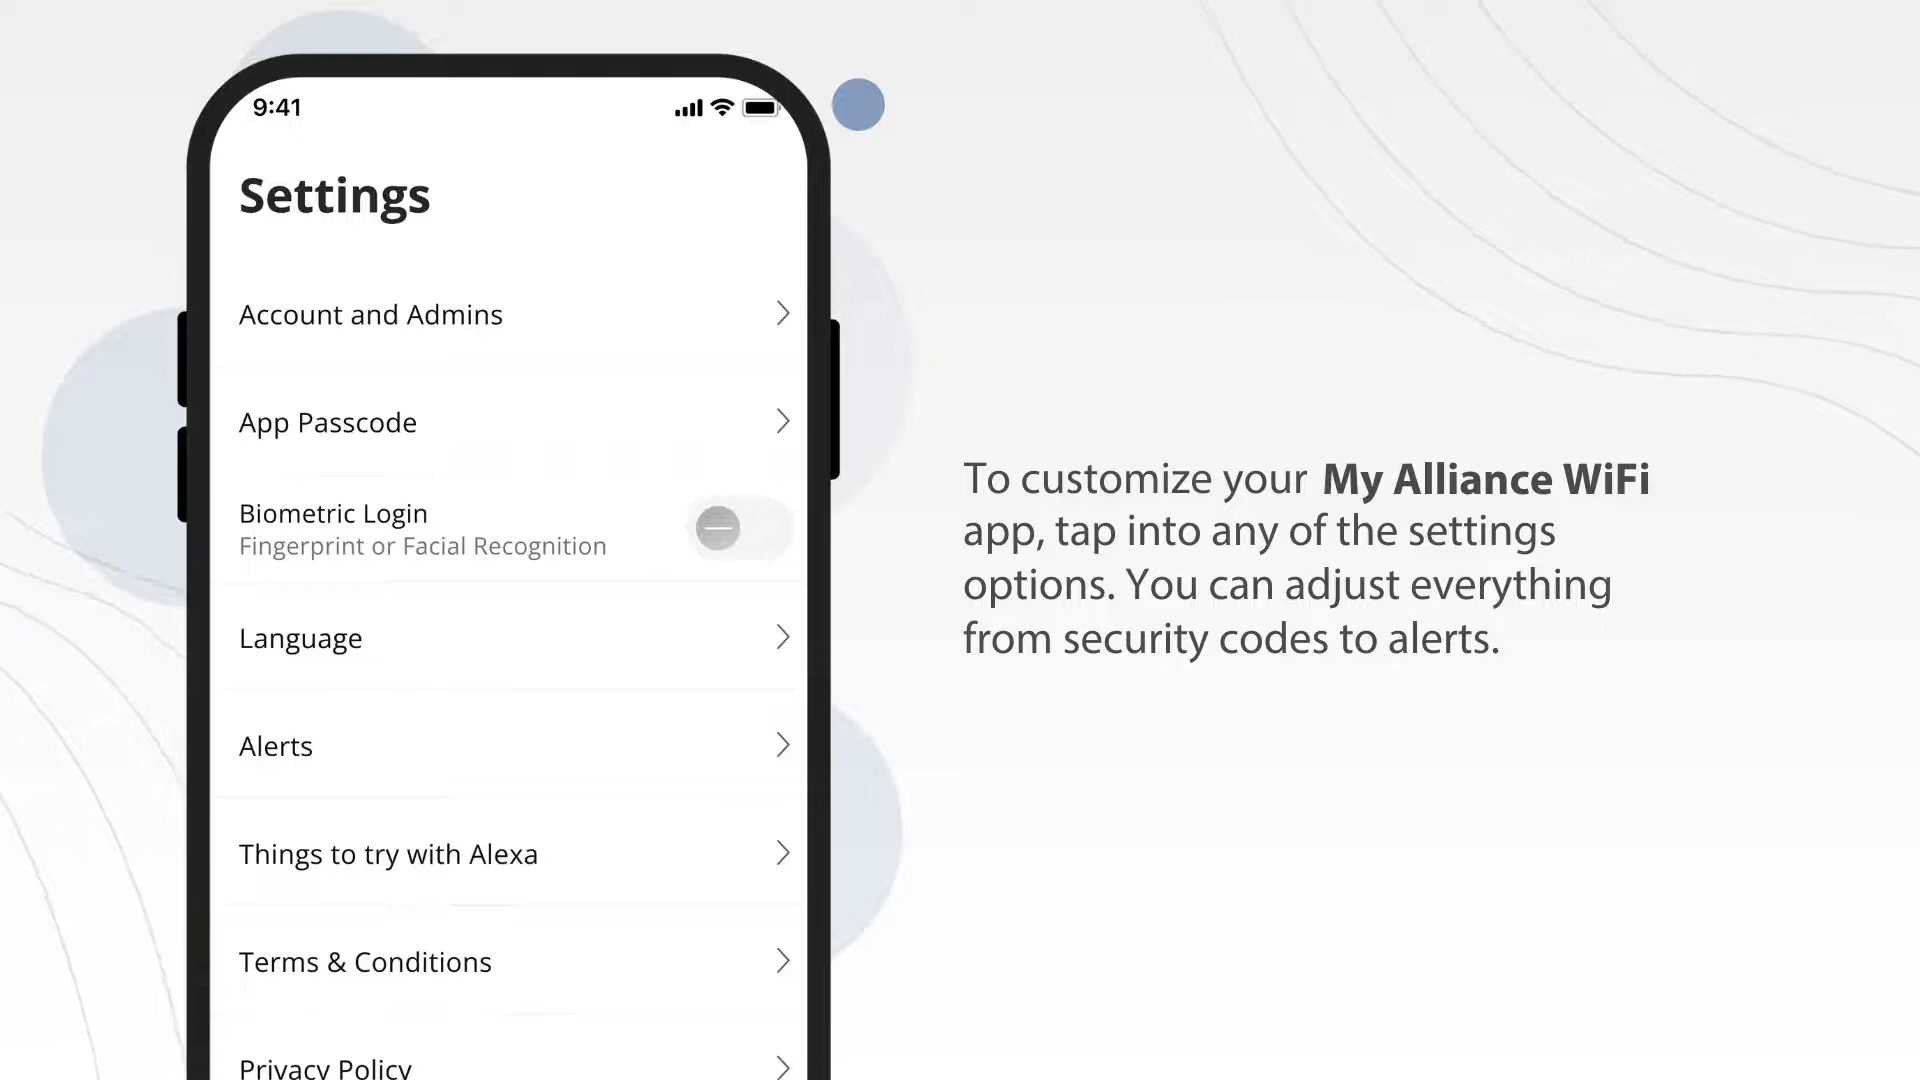 9:41
Settings
Account and Admins
App Passcode
Biometric Login
Fingerprint or Facial Recognition
Language
Alerts
Things to try with Alexa
Terms & Conditions
Privacy Policy
To customize your My Alliance WiFi
app, tap into any of the settings
options. You can adjust everything
from security codes to alerts.